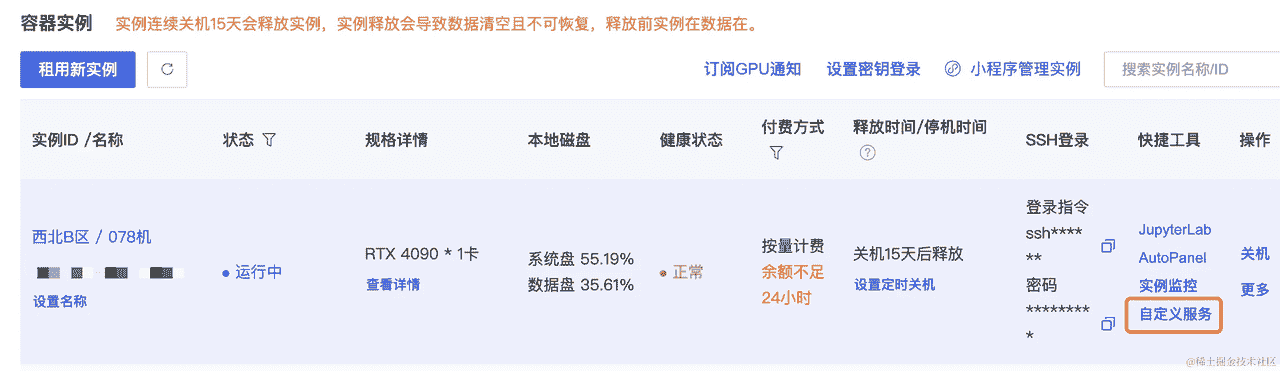 容器实例 实例连续关机15天会释放实例，实例释放会导致数据清空且不可恢复，释放前实例在数据在。
租用新实例 订阅GPU通知 设置密钥登录 小程序管理实例 搜索实例名称/ID
实例ID /名称 状态 规格详情 本地磁盘 健康状态 付费方式 释放时间/停机时间 SSH登录 快捷工具 操作
西北B区 / 078机
设置名称
运行中
RTX 4090 * 1卡
查看详情
系统盘 55.19%
数据盘 35.61%
正常
按量计费
余额不足
24小时
关机15天后释放
设置定时关机
登录指令
ssh*****
**
密码
*********
*
JupyterLab
AutoPanel
实例监控
自定义服务
关机
更多
@稀土掘金技术社区